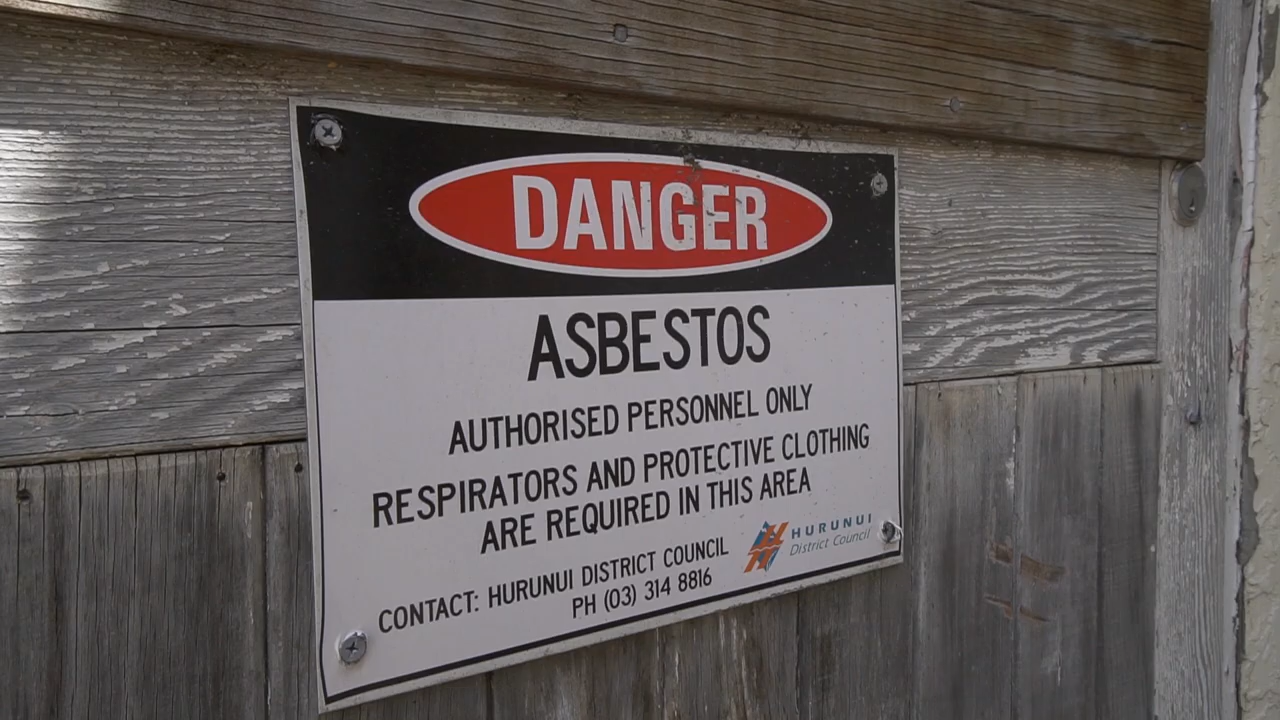 DANGER
ASBESTOS
AUTHORISED PERSONNEL ONLY
RESPIRATORS AND PROTECTIVE CLOTHING
ARE REQUIRED IN THIS AREA
CONTACT: HURUNUI DISTRICT COUNCIL
PH (03) 314 8816
HURUNUI
District Council